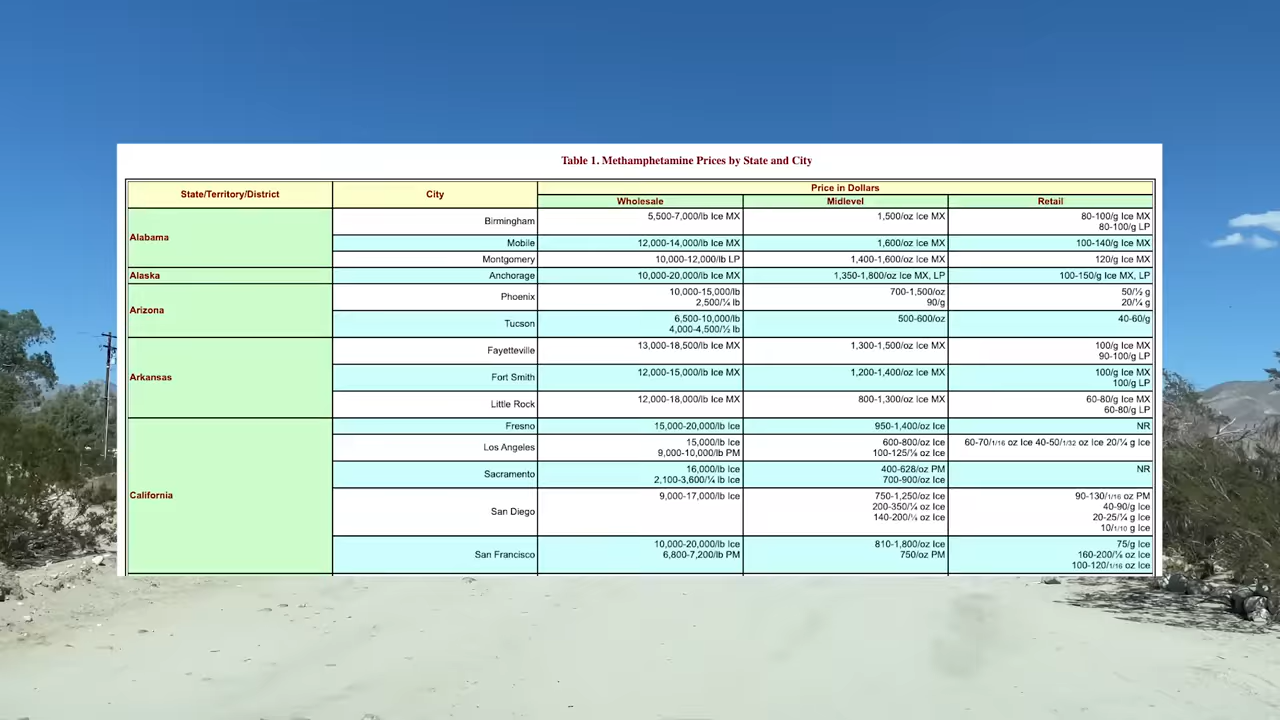 Table 1. Methamphetamine Prices by State and City
State/Territory/District City Price in Dollars
Wholesale Midlevel Retail
Alabama
Birmingham 5,500-7,000/lb Ice MX 1,500/oz Ice MX 80-100/g Ice MX
80-100/g LP
Mobile 12,000-14,000/lb Ice MX 1,600/oz Ice MX 100-140/g Ice MX
Montgomery 10,000-12,000/lb LP 1,400-1,600/oz Ice MX 120/g Ice MX
Alaska Anchorage 10,000-20,000/lb Ice MX 1,350-1,800/oz Ice MX, LP 100-150/g Ice MX, LP
Arizona
Phoenix 10,000-15,000/lb 700-1,500/oz 50/½ g
2,500/¼ lb 90/g 20/¼ g
Tucson 6,500-10,000/lb 500-600/oz 40-60/g
4,000-4,500/½ lb
Arkansas
Fayetteville 13,000-18,500/lb Ice MX 1,300-1,500/oz Ice MX 100/g Ice MX
90-100/g LP
Fort Smith 12,000-15,000/lb Ice MX 1,200-1,400/oz Ice MX 100/g Ice MX
100/g LP
Little Rock 12,000-18,000/lb Ice MX 800-1,300/oz Ice MX 60-80/g Ice MX
60-80/g LP
California
Fresno 15,000-20,000/lb Ice 950-1,400/oz Ice NR
Los Angeles 15,000/lb Ice 600-800/oz Ice 60-70/1/16 oz Ice 40-50/1/32 oz Ice 20/¼ g Ice
9,000-10,000/lb PM 100-125/⅛ oz Ice
Sacramento 16,000/lb Ice 400-628/oz PM NR
2,100-3,600/¼ lb Ice 700-900/oz Ice
San Diego 9,000-17,000/lb Ice 750-1,250/oz Ice 90-130/1/16 oz PM
200-350/¼ oz Ice 40-90/g Ice
140-200/⅛ oz Ice 20-25/¼ g Ice
10/1/10 g Ice
San Francisco 10,000-20,000/lb Ice 810-1,800/oz Ice 75/g Ice
6,800-7,200/lb PM 750/oz PM 160-200/⅛ oz Ice
100-120/1/16 oz Ice